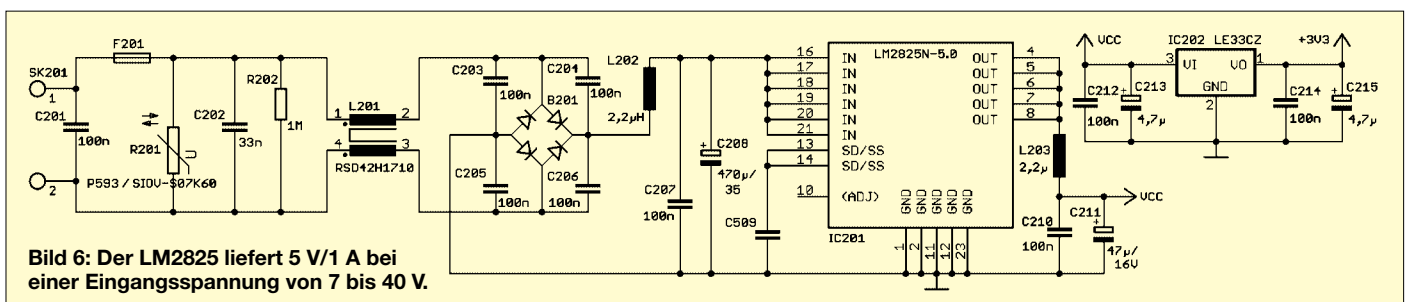 F201
SK201
1
C201
100n
2
R201
U
P593 / SIOV-S07K60
C202
33n
R202
1M
L201
1
2
4
3
RSD42H1710
C203
100n
C204
100n
B201
C205
100n
C206
100n
L202
2,2µH
C207
100n
+
C208
470µ/
35
C509
16
17
18
19
20
21
13
14
10
IN
IN
IN
IN
IN
IN
SD/SS
SD/SS
(ADJ)
LM2825N-5.0
OUT
OUT
OUT
OUT
OUT
4
5
6
7
8
GND
GND
GND
GND
GND
1
2
11
12
23
IC201
L203
2,2µ
VCC
C210
100n
+
C211
47µ/
16V
VCC
C212
100n
+
C213
4,7µ
IC202
LE33CZ
3
VI
VO
1
GND
2
+3V3
C214
100n
+
C215
4,7µ
Bild 6: Der LM2825 liefert 5 V/1 A bei
einer Eingangsspannung von 7 bis 40 V.